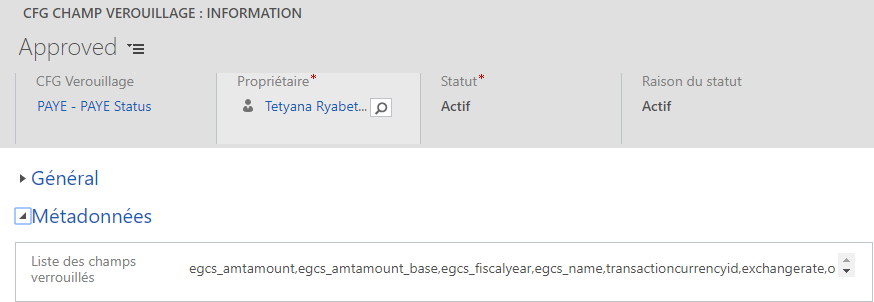 CFG CHAMP VEROUILLAGE : INFORMATION
Approved
CFG Verouillage
Propriétaire*
Statut*
Raison du statut
PAYE - PAYE Status
Tetyana Ryabet...
Actif
Actif
Général
Métadonnées
Liste des champs
verrouillés
egcs_amtamount,egcs_amtamount_base,egcs_fiscalyear,egcs_name,transactioncurrencyid,exchangerate,o